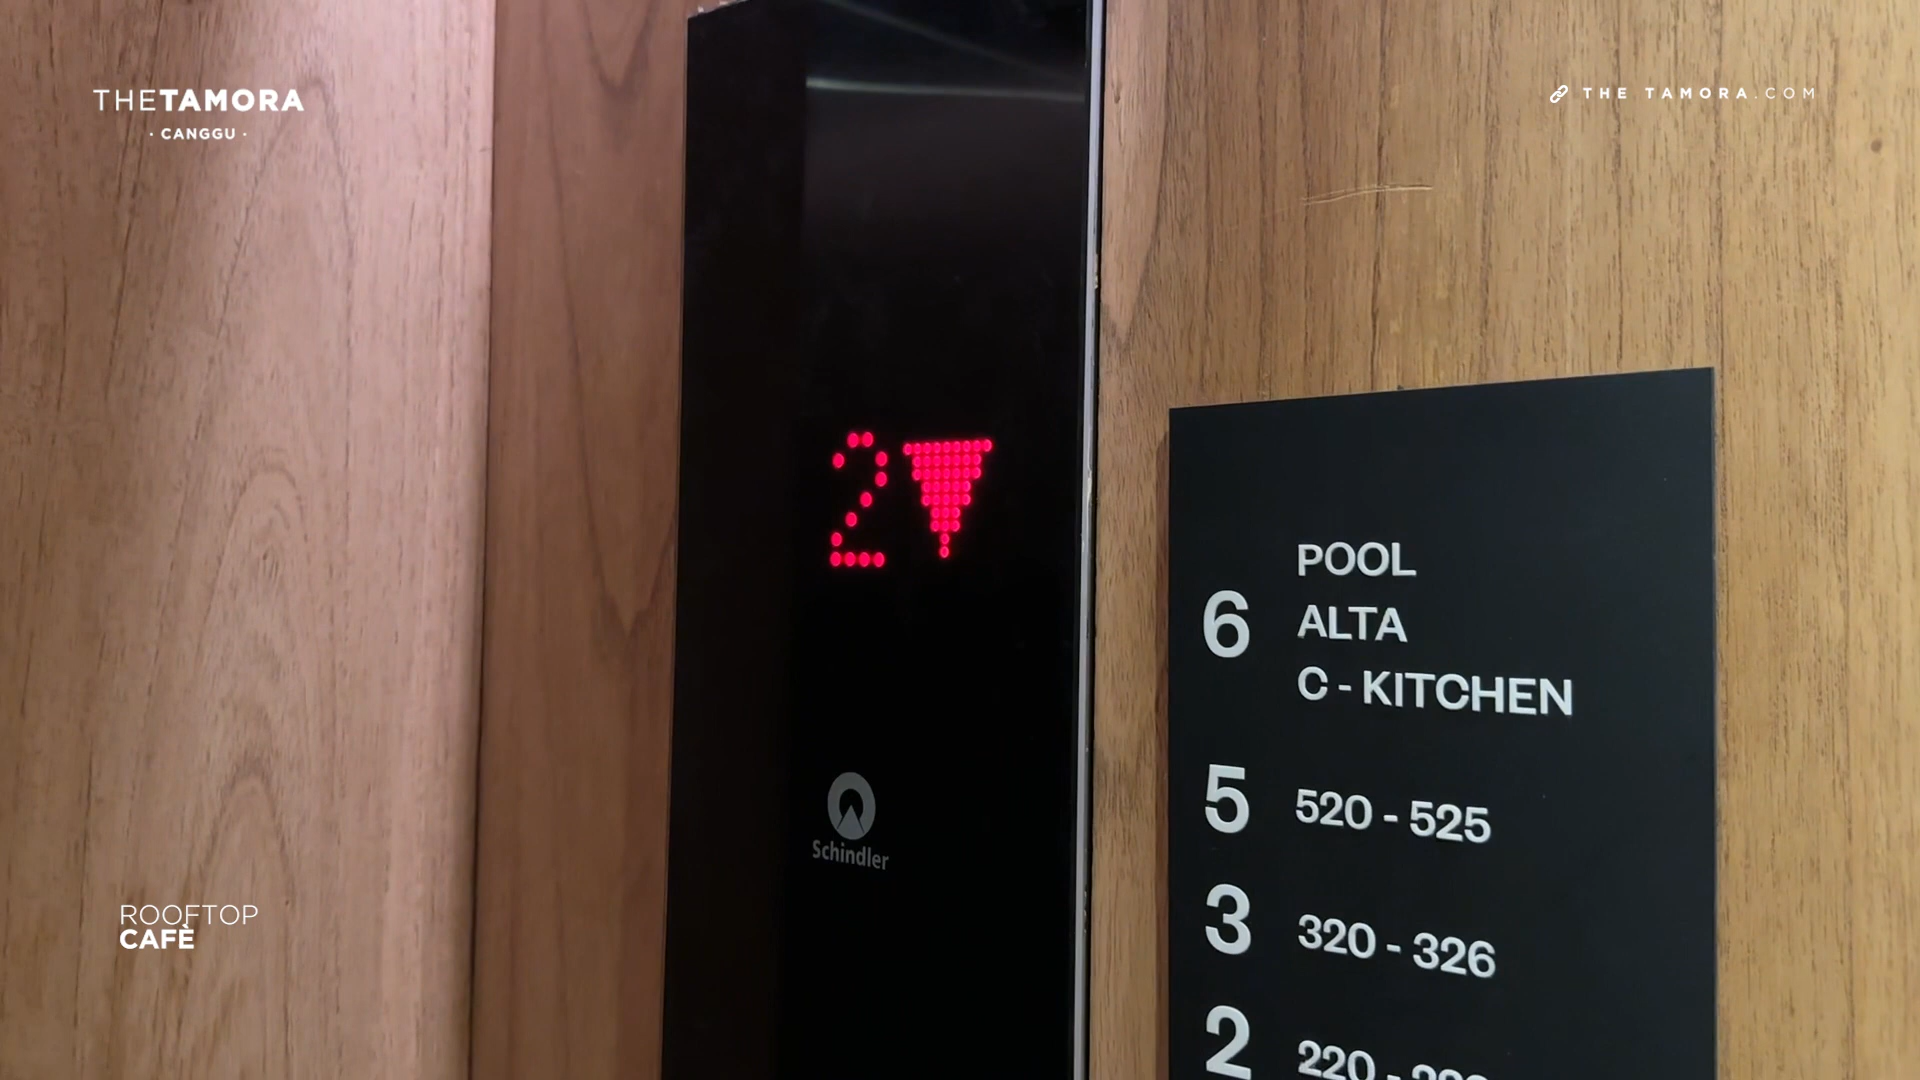 THETAMORA
· CANGGU ·
THE TAMORA.COM
2
Schindler
POOL
6 ALTA
C - KITCHEN
5 520 - 525
3 320 - 326
2 220 -
ROOFTOP
CAFÈ